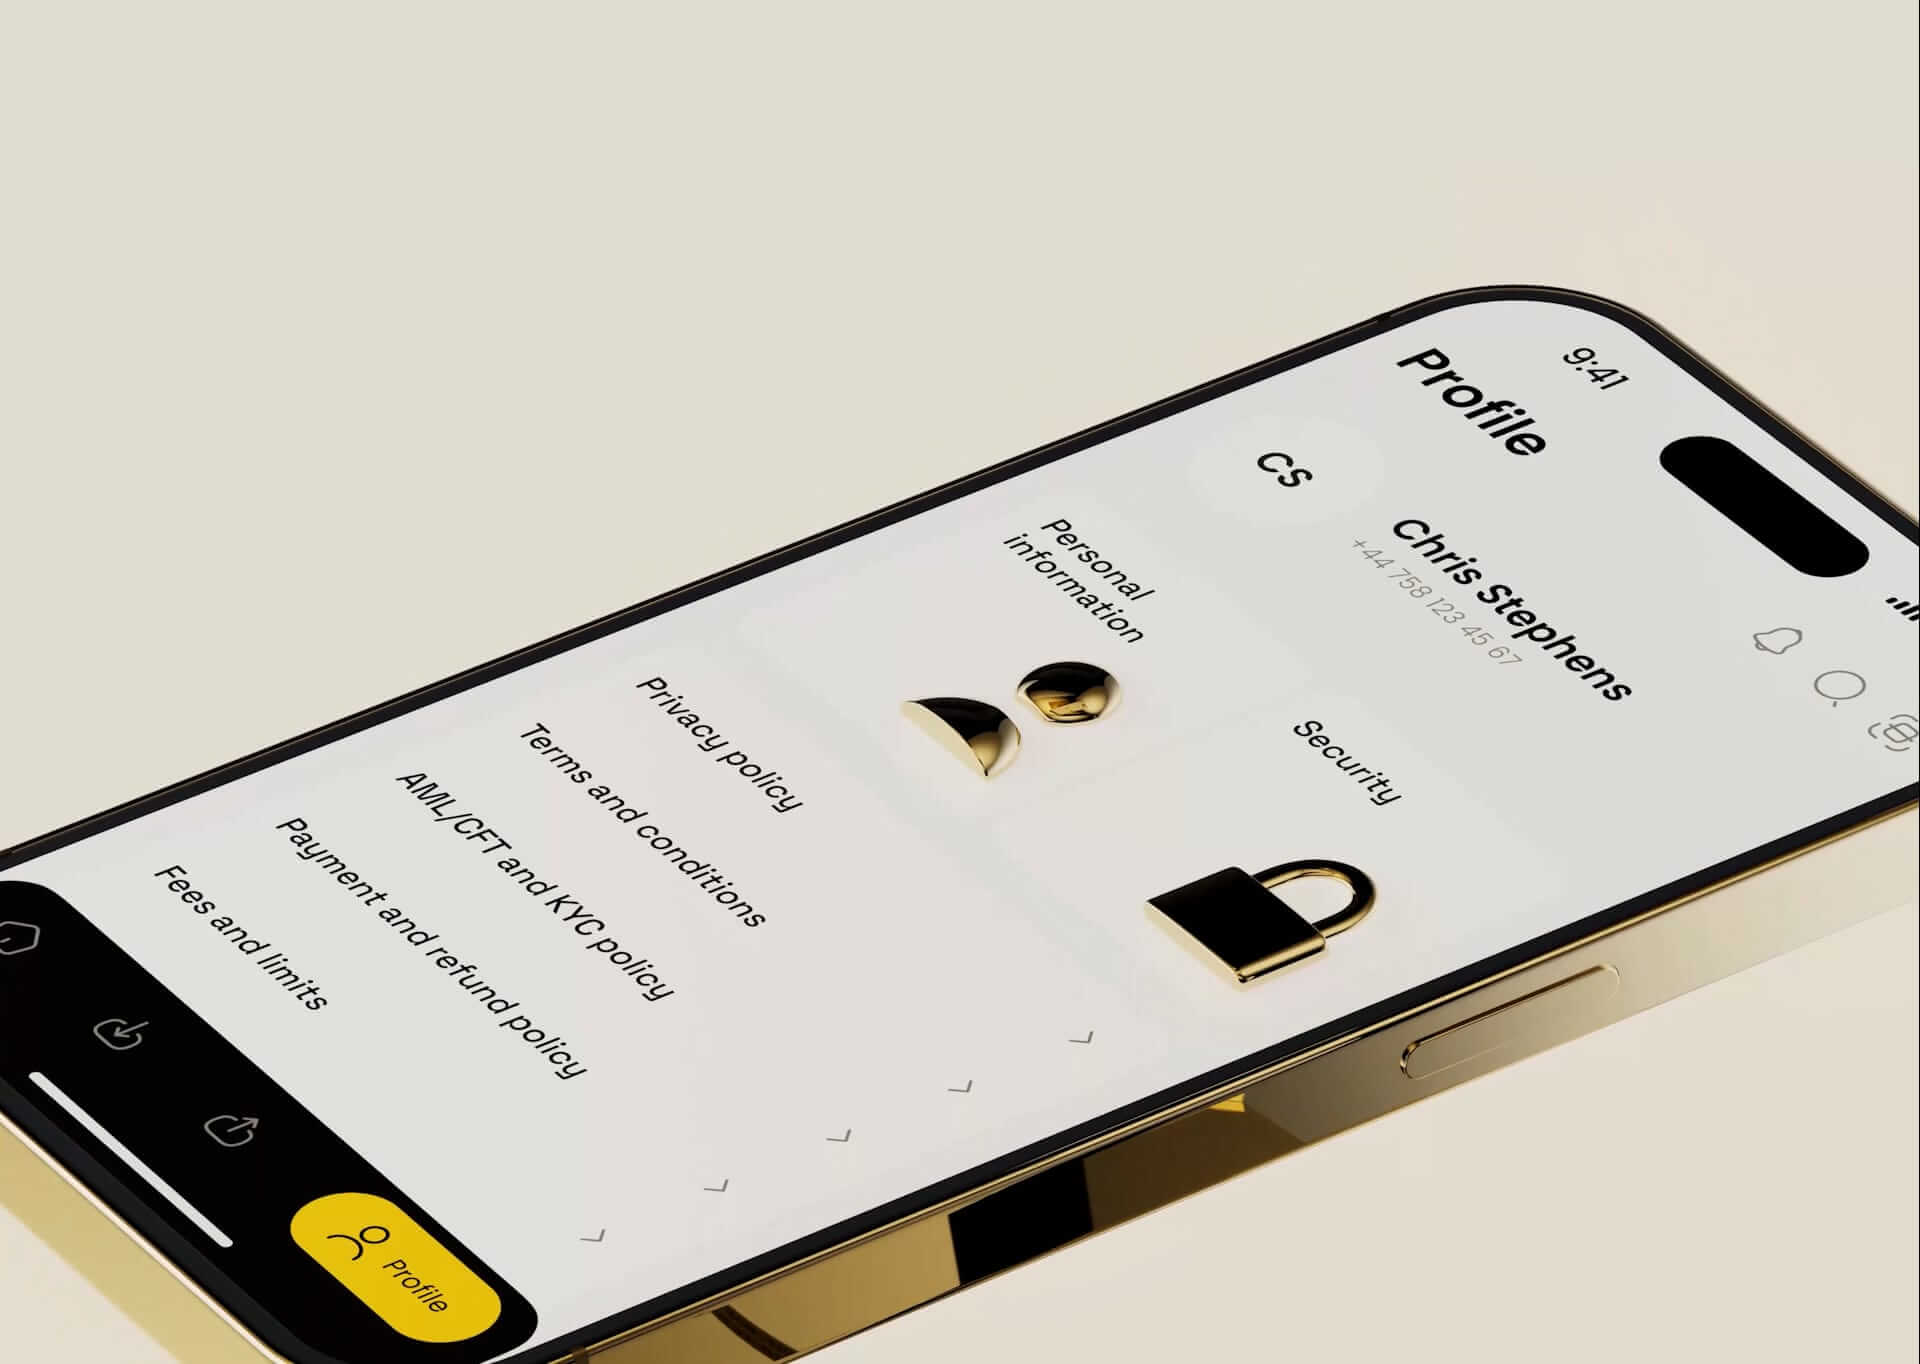 9:41
Profile
CS
Chris Stephens
+44 758 123 45 67
Personal
information
Security
Privacy policy
Terms and conditions
AML/CFT and KYC policy
Payment and refund policy
Fees and limits
Profile